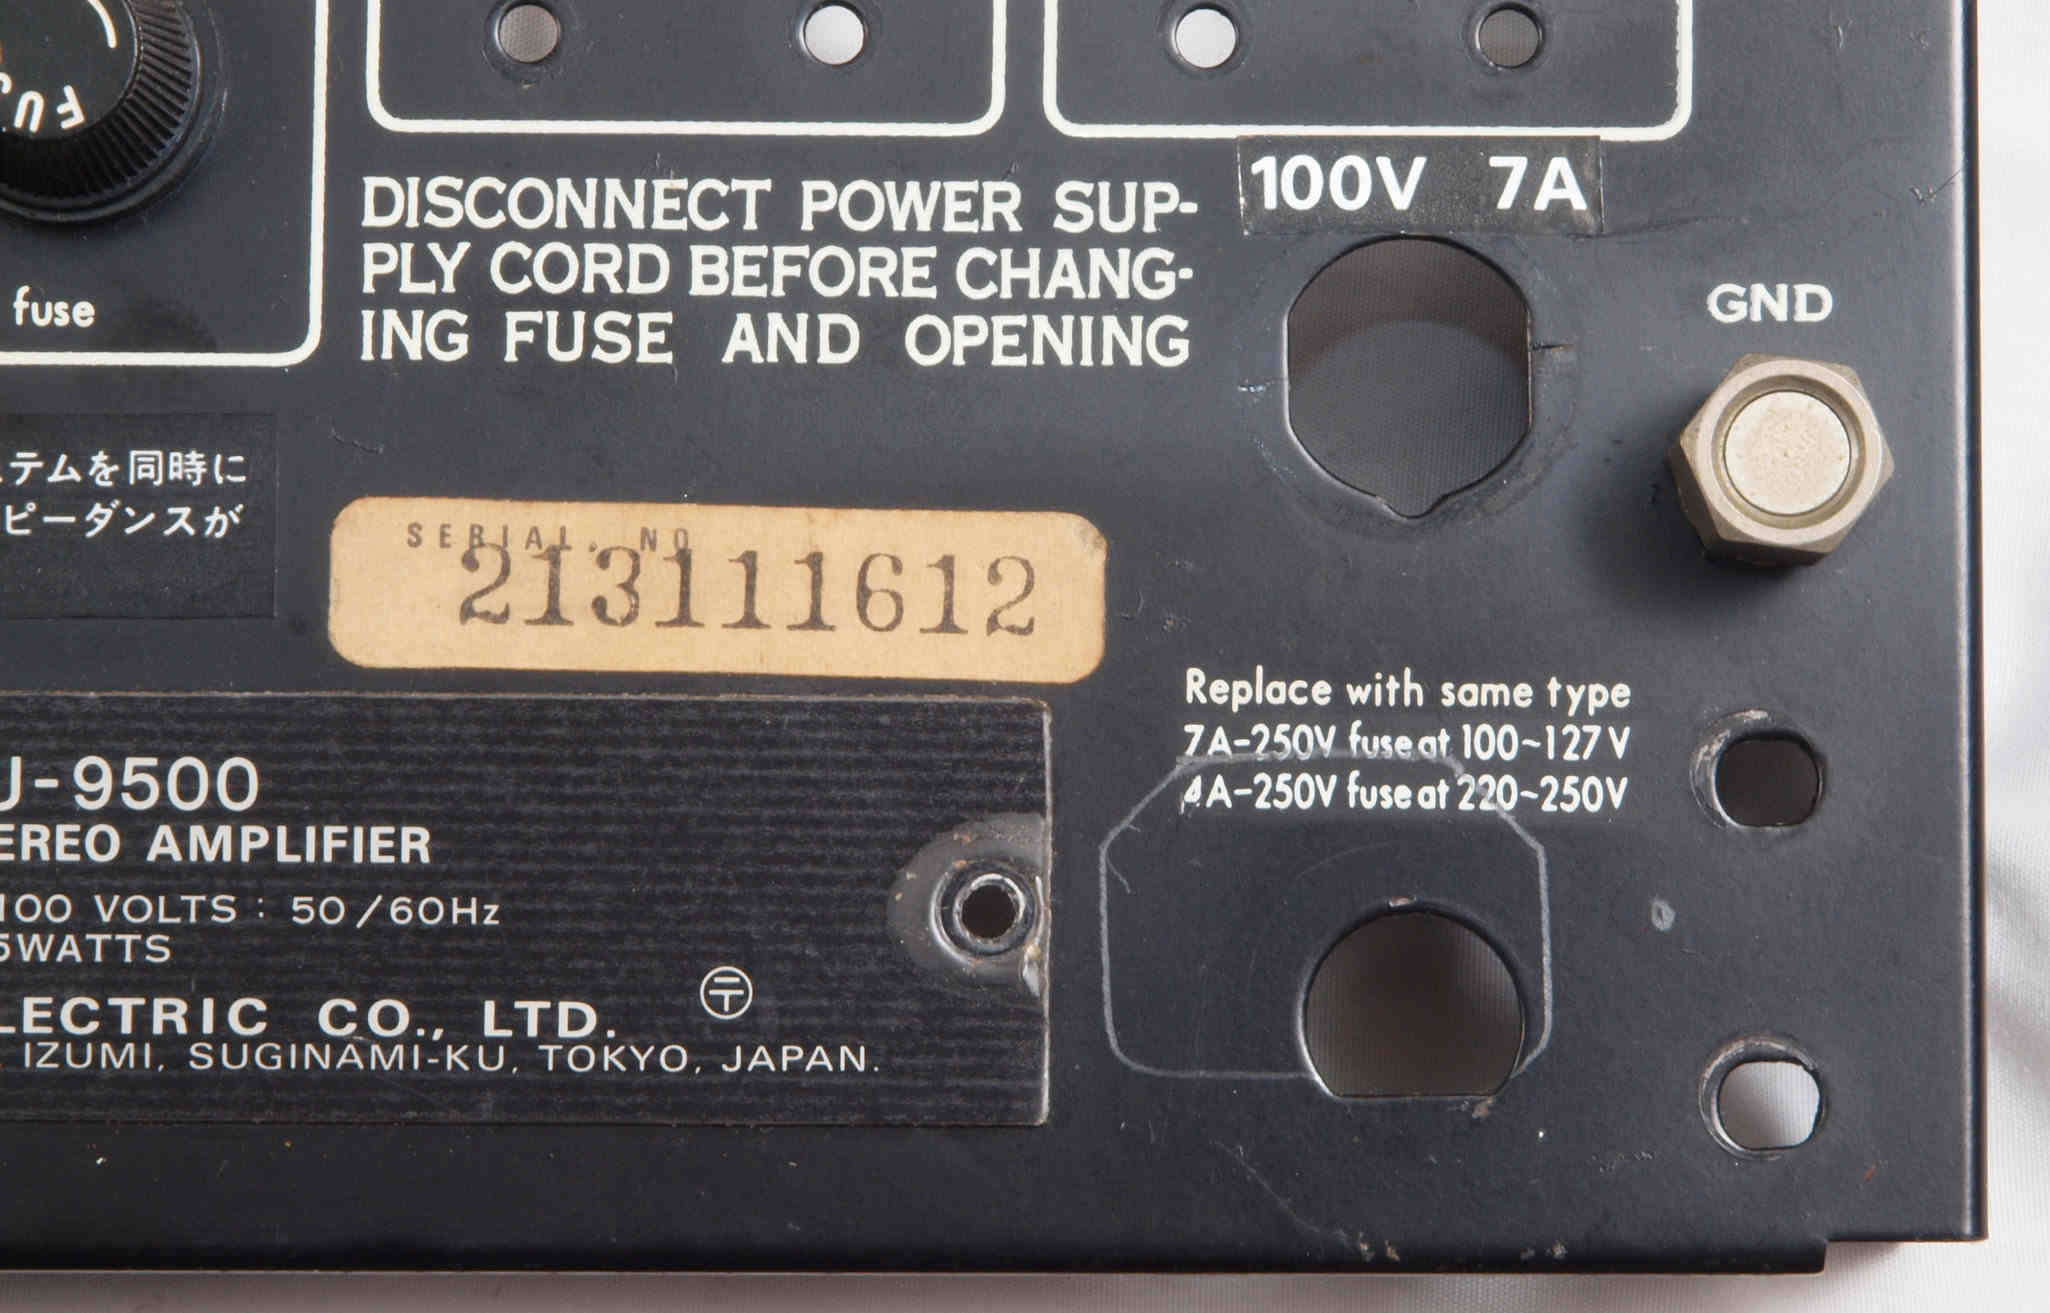 FUSE
fuse
100V 7A
DISCONNECT POWER SUP-
PLY CORD BEFORE CHANG-
ING FUSE AND OPENING
GND
テムを同時に
ピーダンスが
SERIAL. NO
213111612
Replace with same type
7A-250V fuse at 100~127V
4A-250V fuse at 220~250V
U-9500
EREO AMPLIFIER
100 VOLTS : 50/60Hz
5WATTS
LECTRIC CO., LTD.
IZUMI, SUGINAMI-KU, TOKYO, JAPAN.